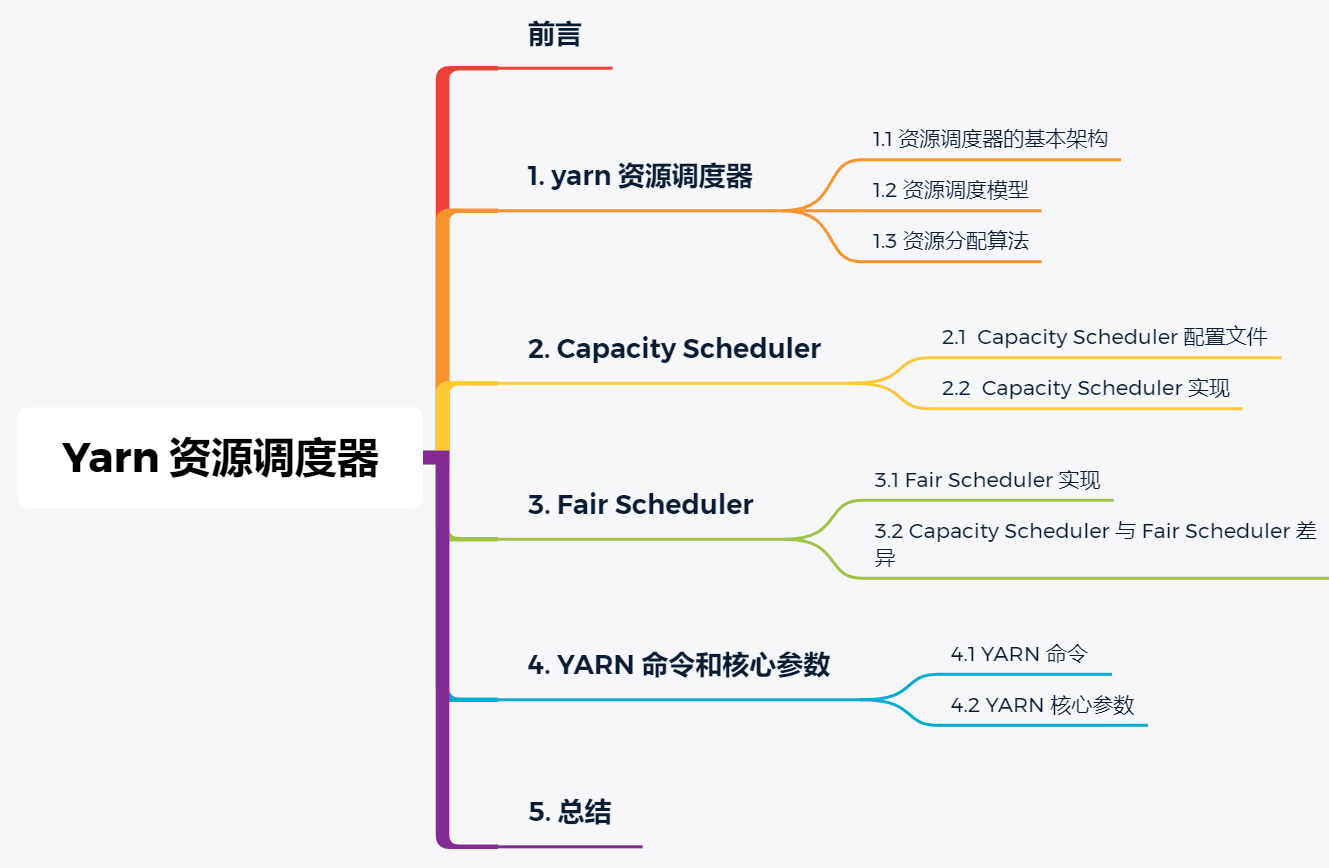 Yarn 资源调度器
前言
1. yarn 资源调度器
1.1 资源调度器的基本架构
1.2 资源调度模型
1.3 资源分配算法
2. Capacity Scheduler
2.1  Capacity Scheduler 配置文件
2.2  Capacity Scheduler 实现
3. Fair Scheduler
3.1 Fair Scheduler 实现
3.2 Capacity Scheduler 与 Fair Scheduler 差
异
4. YARN 命令和核心参数
4.1 YARN 命令
4.2 YARN 核心参数
5. 总结